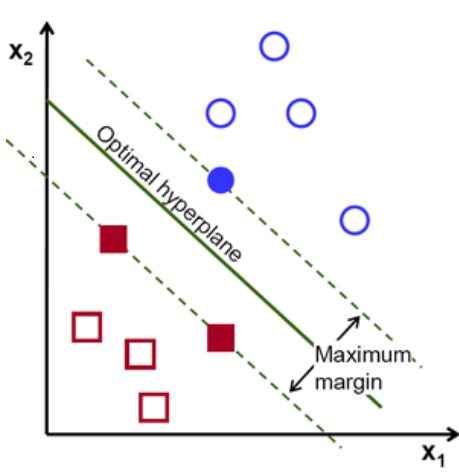 x2
Optimal hyperplane
Maximum
margin
x1